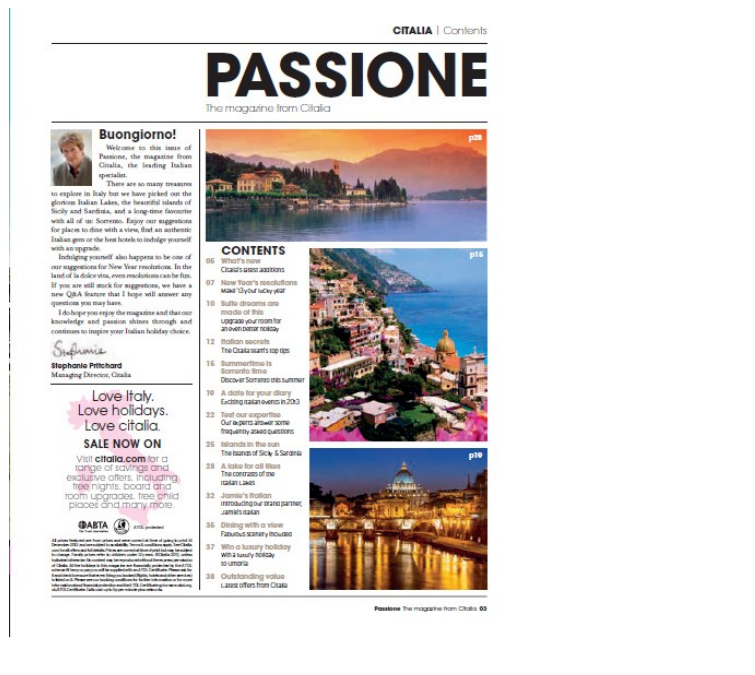 CITALIA | Contents
PASSIONE
The magazine from Citalia
Buongiorno!
Welcome to this issue of
Passione, the magazine from
Citalia, the leading Italian
specialist.
There are so many treasures
to explore in Italy but we have picked out the
glorious Italian Lakes, the beautiful islands of
Sicily and Sardinia, and a long-time favourite
with all of us: Sorrento. Enjoy our suggestions
for places to dine with a view, find an authentic
Italian gem or the best hotels to indulge yourself
with an upgrade.
Indulging yourself also happens to be one of
our suggestions for New Year resolutions. In the
land of la dolce vita, even resolutions can be fun.
If you are still stuck for suggestions, we have a
new Q&A feature that I hope will answer any
questions you may have.
I do hope you enjoy the magazine and that our
knowledge and passion shines through and
continues to inspire your Italian holiday choice.
Stephanie
Stephanie Pritchard
Managing Director, Citalia
Love Italy.
Love holidays.
Love citalia.
SALE NOW ON
Visit citalia.com for a
range of savings and
exclusive offers, including
free nights, board and
room upgrades, free child
places and many more.
ABTA
ATOL protected
p28
CONTENTS
05 What's new
Citalia's latest additions
07 New Year's resolutions
Make '13 your lucky year
10 Suite dreams are
made of this
Upgrade your room for
an even better holiday
12 Italian secrets
The Citalia team's top tips
15 Summertime is
Sorrento time
Discover Sorrento this summer
19 A date for your diary
Exciting Italian events in 2013
22 Test our expertise
Our experts answer some
frequently asked questions
25 Islands in the sun
The islands of Sicily & Sardinia
28 A lake for all likes
The contrasts of the
Italian Lakes
32 Jamie's Italian
Introducing our brand partner,
Jamie's Italian
35 Dining with a view
Fabulous scenery included
37 Win a luxury holiday
Win a luxury holiday
to Umbria
38 Outstanding value
Latest offers from Citalia
p15
p19
Passione The magazine from Citalia 03